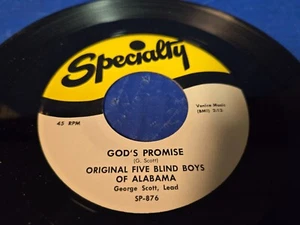 Specialty
45 RPM
Venice Music
(BMI) 2:13
GOD'S PROMISE
(G. Scott)
ORIGINAL FIVE BLIND BOYS
OF ALABAMA
George Scott, Lead
SP-876